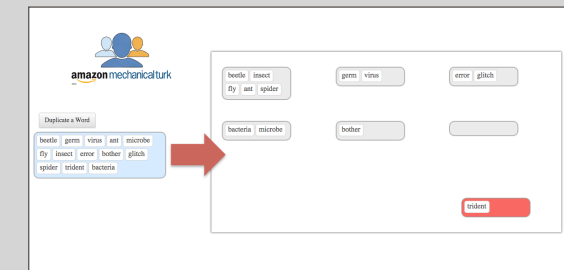 amazon mechanical turk
Duplicate a Word
beetle germ virus ant microbe
fly insect error bother glitch
spider trident bacteria
beetle insect
fly ant spider
germ virus
error glitch
bacteria microbe
bother
trident